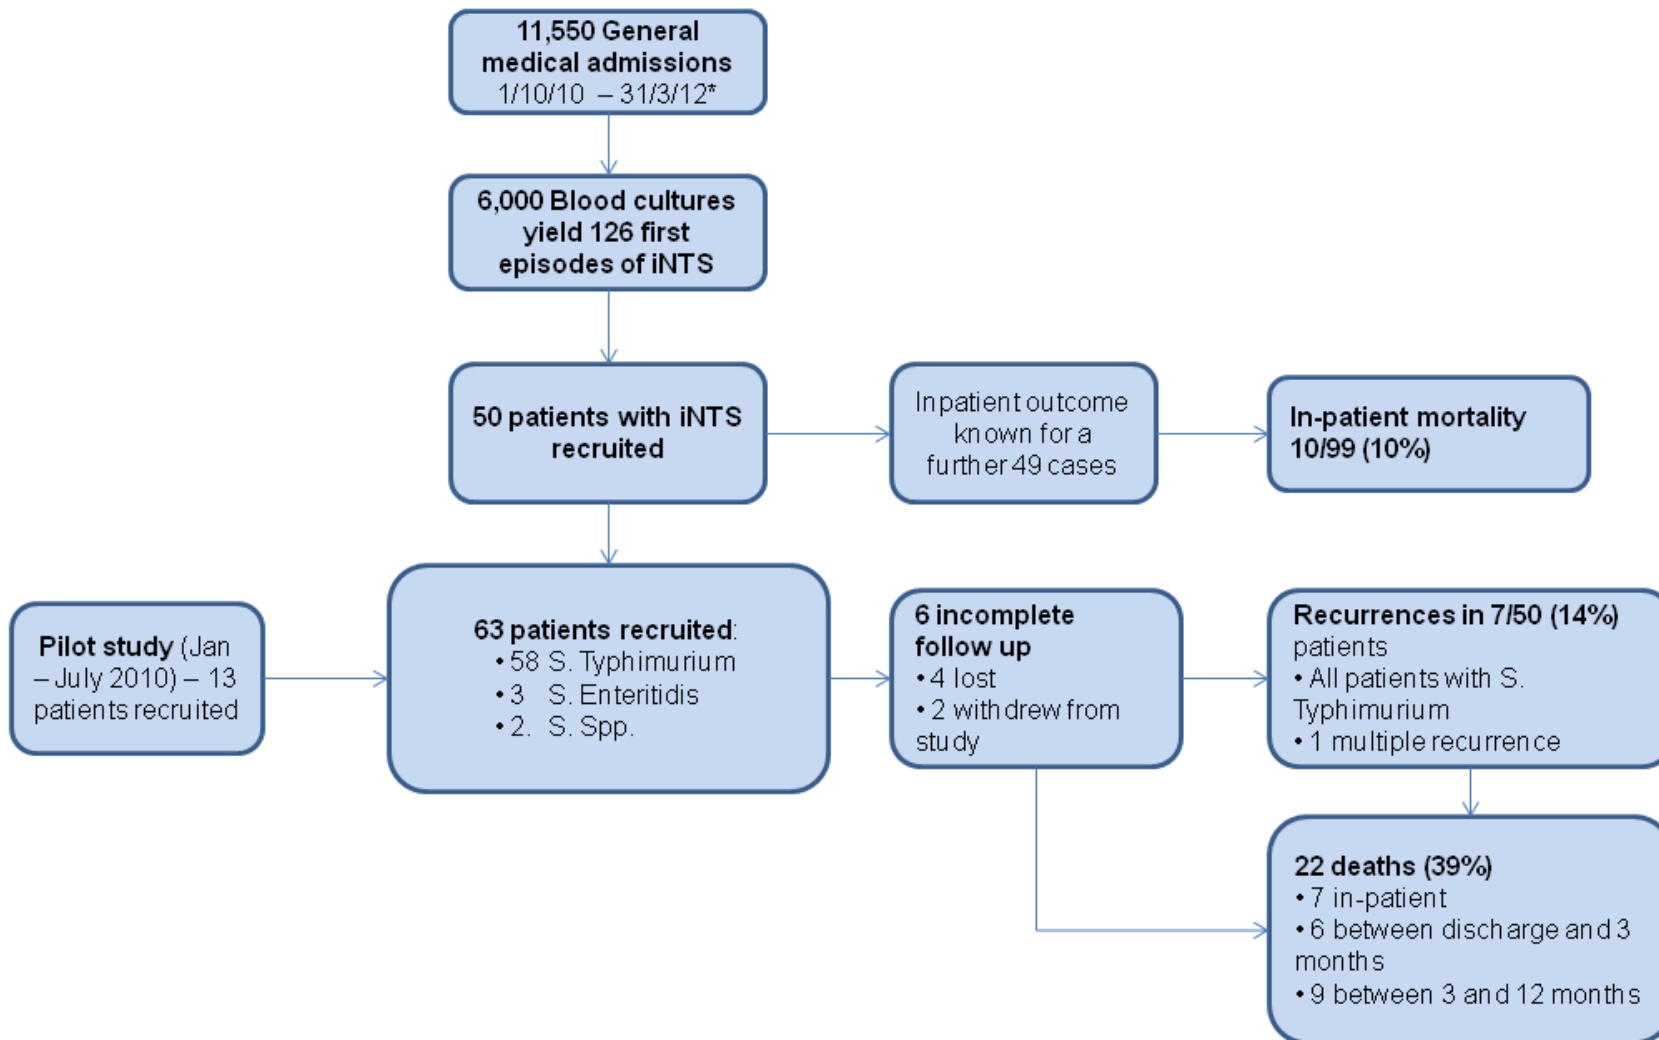 11,550 General
medical admissions
1/10/10 – 31/3/12*
6,000 Blood cultures
yield 126 first
episodes of iNTS
50 patients with iNTS
recruited
Inpatient outcome
known for a
further 49 cases
In-patient mortality
10/99 (10%)
Pilot study (Jan
– July 2010) – 13
patients recruited
63 patients recruited:
• 58 S. Typhimurium
• 3 S. Enteritidis
• 2. S. Spp.
6 incomplete
follow up
• 4 lost
• 2 withdrew from
study
Recurrences in 7/50 (14%)
patients
• All patients with S.
Typhimurium
• 1 multiple recurrence
22 deaths (39%)
• 7 in-patient
• 6 between discharge and 3
months
• 9 between 3 and 12 months